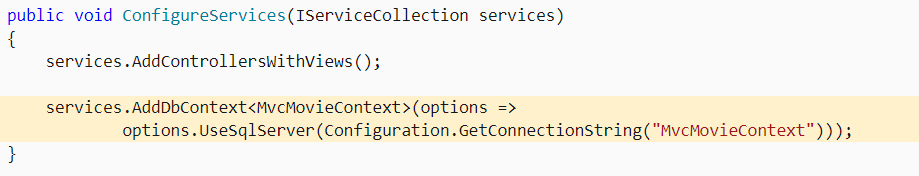 public void ConfigureServices(IServiceCollection services)
{
    services.AddControllersWithViews();
    services.AddDbContext<MvcMovieContext>(options =>
            options.UseSqlServer(Configuration.GetConnectionString("MvcMovieContext")));
}